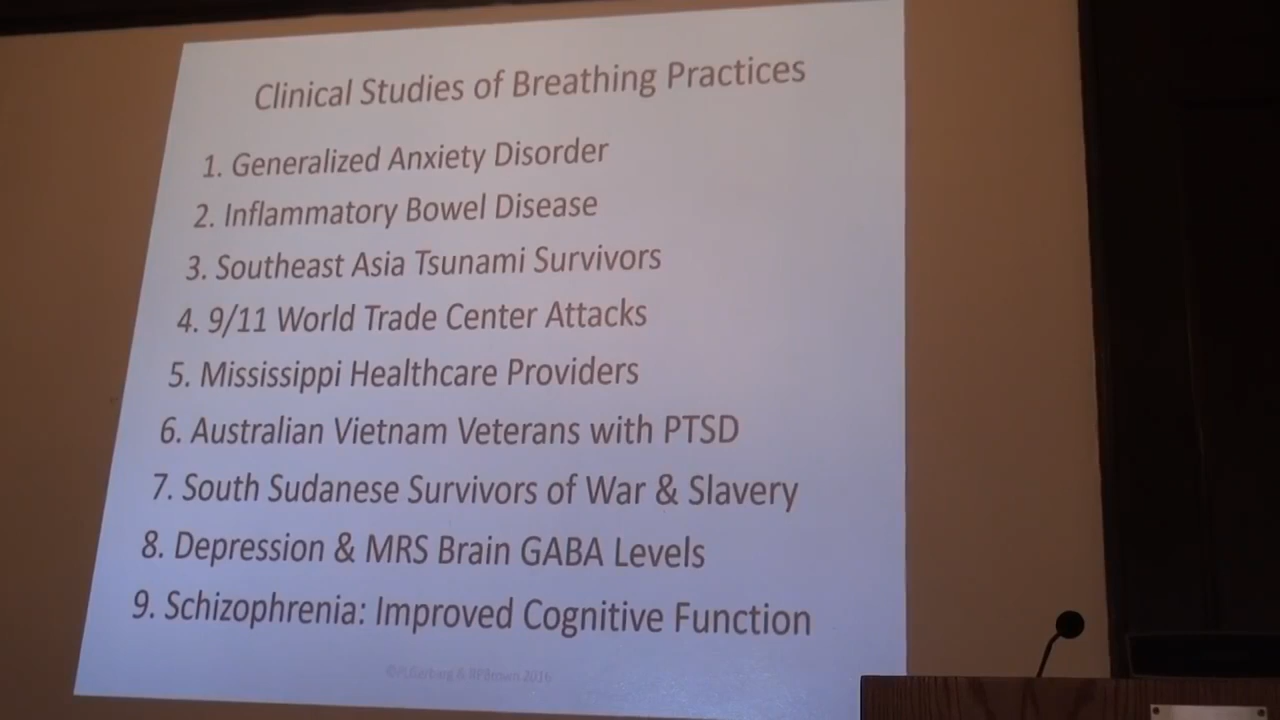 Clinical Studies of Breathing Practices
1. Generalized Anxiety Disorder
2. Inflammatory Bowel Disease
3. Southeast Asia Tsunami Survivors
4. 9/11 World Trade Center Attacks
5. Mississippi Healthcare Providers
6. Australian Vietnam Veterans with PTSD
7. South Sudanese Survivors of War & Slavery
8. Depression & MRS Brain GABA Levels
9. Schizophrenia: Improved Cognitive Function
& RPBrown 2016